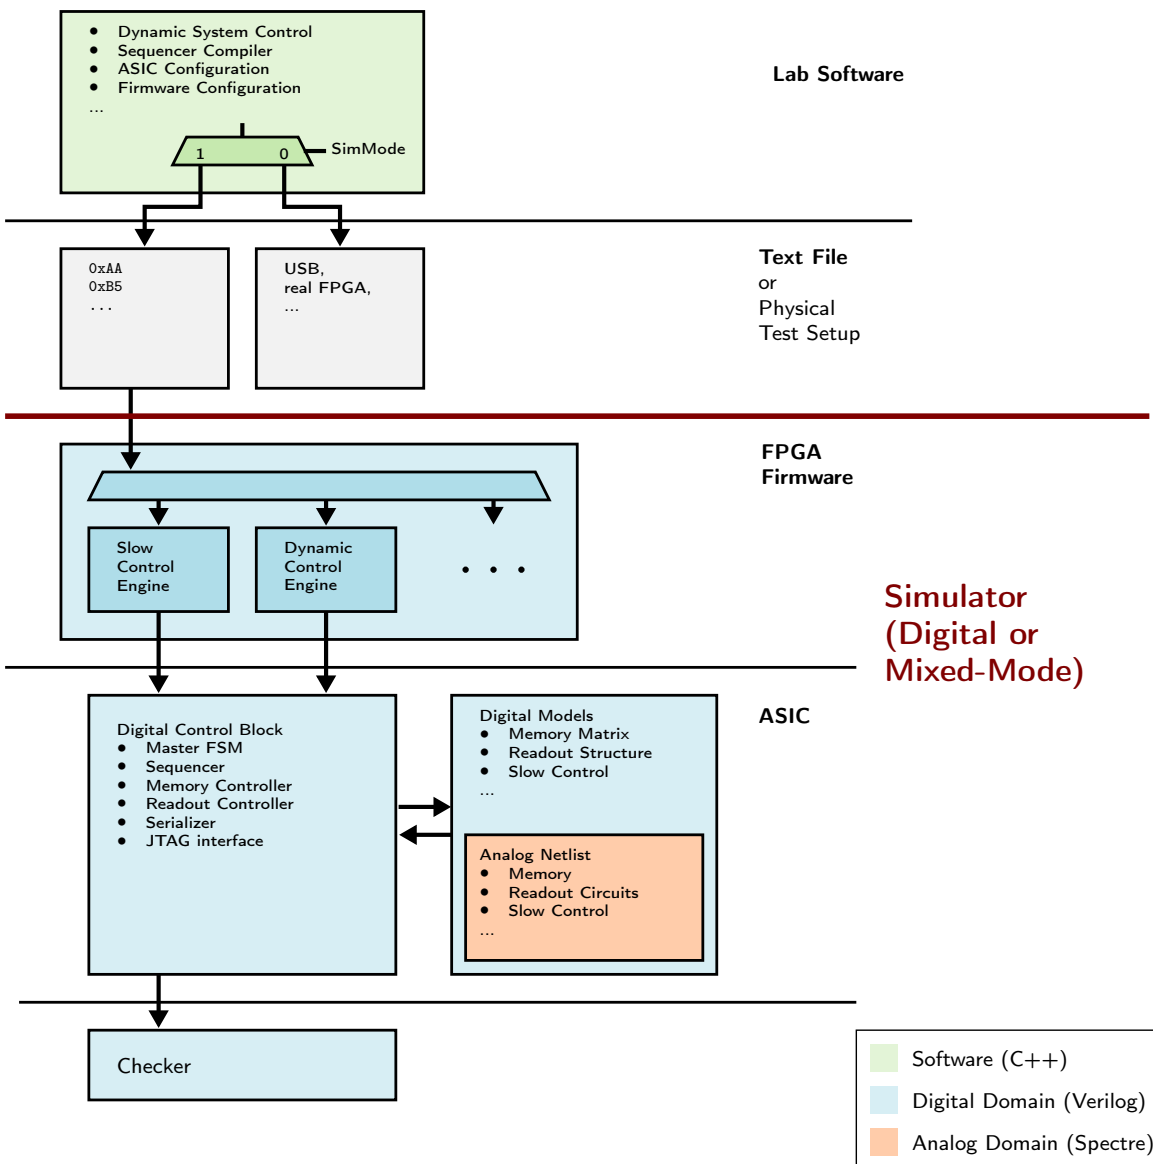 ● Dynamic System Control
● Sequencer Compiler
● ASIC Configuration
● Firmware Configuration
...
1 0
SimMode
Lab Software
0xAA
0xB5
...
USB,
real FPGA,
...
Text File
or
Physical
Test Setup
FPGA
Firmware
Slow
Control
Engine
Dynamic
Control
Engine
. . .
Simulator
(Digital or
Mixed-Mode)
Digital Control Block
● Master FSM
● Sequencer
● Memory Controller
● Readout Controller
● Serializer
● JTAG interface
Digital Models
● Memory Matrix
● Readout Structure
● Slow Control
...
Analog Netlist
● Memory
● Readout Circuits
● Slow Control
...
ASIC
Checker
Software (C++)
Digital Domain (Verilog)
Analog Domain (Spectre)